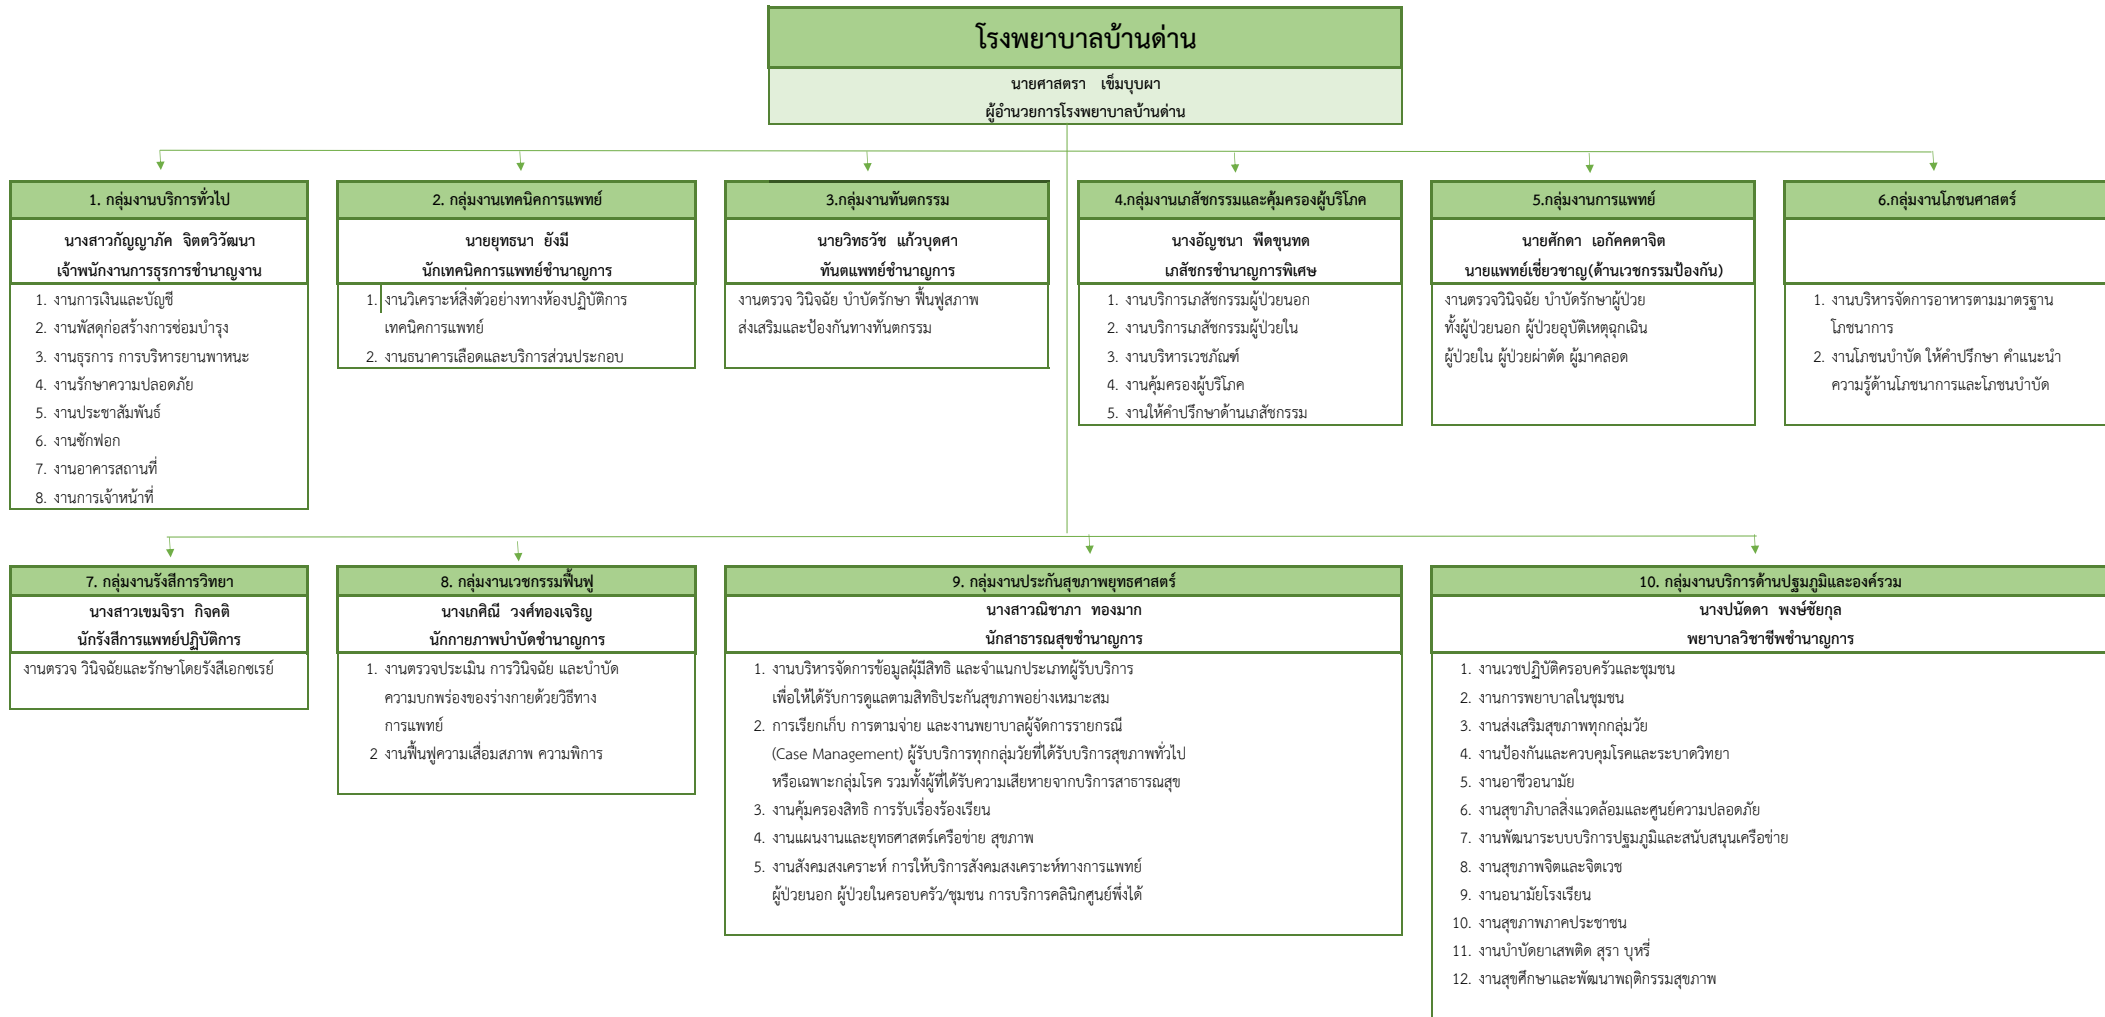 โรงพยาบาลบ้านด่าน
นายศาสตรา เข็มบุบผา
ผู้อำนวยการโรงพยาบาลบ้านด่าน
1. กลุ่มงานบริการทั่วไป
นางสาวกัญญาภัค จิตตวิวัฒนา
เจ้าพนักงานการธุรการชำนาญงาน
1. งานการเงินและบัญชี
2. งานพัสดุก่อสร้างการซ่อมบำรุง
3. งานธุรการ การบริหารยานพาหนะ
4. งานรักษาความปลอดภัย
5. งานประชาสัมพันธ์
6. งานซักฟอก
7. งานอาคารสถานที่
8. งานการเจ้าหน้าที่
2. กลุ่มงานเทคนิคการแพทย์
นายยุทธนา ยังมี
นักเทคนิคการแพทย์ชำนาญการ
1. งานวิเคราะห์สิ่งตัวอย่างทางห้องปฏิบัติการ
เทคนิคการแพทย์
2. งานธนาคารเลือดและบริการส่วนประกอบ
3.กลุ่มงานทันตกรรม
นายวิทธวัช แก้วบุดศา
ทันตแพทย์ชำนาญการ
งานตรวจ วินิจฉัย บำบัดรักษา ฟื้นฟูสภาพ
ส่งเสริมและป้องกันทางทันตกรรม
4.กลุ่มงานเภสัชกรรมและคุ้มครองผู้บริโภค
นางอัญชนา พืดขุนทด
เภสัชกรชำนาญการพิเศษ
1. งานบริการเภสัชกรรมผู้ป่วยนอก
2. งานบริการเภสัชกรรมผู้ป่วยใน
3. งานบริหารเวชภัณฑ์
4. งานคุ้มครองผู้บริโภค
5. งานให้คำปรึกษาด้านเภสัชกรรม
5.กลุ่มงานการแพทย์
นายศักดา เอกัคคตาจิต
นายแพทย์เชี่ยวชาญ(ด้านเวชกรรมป้องกัน)
งานตรวจวินิจฉัย บำบัดรักษาผู้ป่วย
ทั้งผู้ป่วยนอก ผู้ป่วยอุบัติเหตุฉุกเฉิน
ผู้ป่วยใน ผู้ป่วยผ่าตัด ผู้มาคลอด
6.กลุ่มงานโภชนศาสตร์
1. งานบริหารจัดการอาหารตามมาตรฐาน
โภชนาการ
2. งานโภชบำบัด ให้คำปรึกษา คำแนะนำ
ความรู้ด้านโภชนาการและโภชนบำบัด
7. กลุ่มงานรังสีการวิทยา
นางสาวเขมจิรา กิจคติ
นักรังสีการแพทย์ปฏิบัติการ
งานตรวจ วินิจฉัยและรักษาโดยรังสีเอกซเรย์
8. กลุ่มงานเวชกรรมฟื้นฟู
นางเกศิณี วงศ์ทองเจริญ
นักกายภาพบำบัดชำนาญการ
1. งานตรวจประเมิน การวินิจฉัย และบำบัด
ความบกพร่องของร่างกายด้วยวิธีทาง
การแพทย์
2 งานฟื้นฟูความเสื่อมสภาพ ความพิการ
9. กลุ่มงานประกันสุขภาพยุทธศาสตร์
นางสาวณิชาภา ทองมาก
นักสาธารณสุขชำนาญการ
1. งานบริหารจัดการข้อมูลผู้มีสิทธิ และจำแนกประเภทผู้รับบริการ
เพื่อให้ได้รับการดูแลตามสิทธิประกันสุขภาพอย่างเหมาะสม
2. การเรียกเก็บ การตามจ่าย และงานพยาบาลผู้จัดการรายกรณี
(Case Management) ผู้รับบริการทุกกลุ่มวัยที่ได้รับบริการสุขภาพทั่วไป
หรือเฉพาะกลุ่มโรค รวมทั้งผู้ที่ได้รับความเสียหายจากบริการสาธารณสุข
3. งานคุ้มครองสิทธิ การรับเรื่องร้องเรียน
4. งานแผนงานและยุทธศาสตร์เครือข่าย สุขภาพ
5. งานสังคมสงเคราะห์ การให้บริการสังคมสงเคราะห์ทางการแพทย์
ผู้ป่วยนอก ผู้ป่วยในครอบครัว/ชุมชน การบริการคลินิกศูนย์พึ่งได้
10. กลุ่มงานบริการด้านปฐมภูมิและองค์รวม
นางปนัดดา พงษ์ชัยกุล
พยาบาลวิชาชีพชำนาญการ
1. งานเวชปฏิบัติครอบครัวและชุมชน
2. งานการพยาบาลในชุมชน
3. งานส่งเสริมสุขภาพทุกกลุ่มวัย
4. งานป้องกันและควบคุมโรคและระบาดวิทยา
5. งานอาชีวอนามัย
6. งานสุขาภิบาลสิ่งแวดล้อมและศูนย์ความปลอดภัย
7. งานพัฒนาระบบบริการปฐมภูมิและสนับสนุนเครือข่าย
8. งานสุขภาพจิตและจิตเวช
9. งานอนามัยโรงเรียน
10. งานสุขภาพภาคประชาชน
11. งานบำบัดยาเสพติด สุรา บุหรี่
12. งานสุขศึกษาและพัฒนาพฤติกรรมสุขภาพ